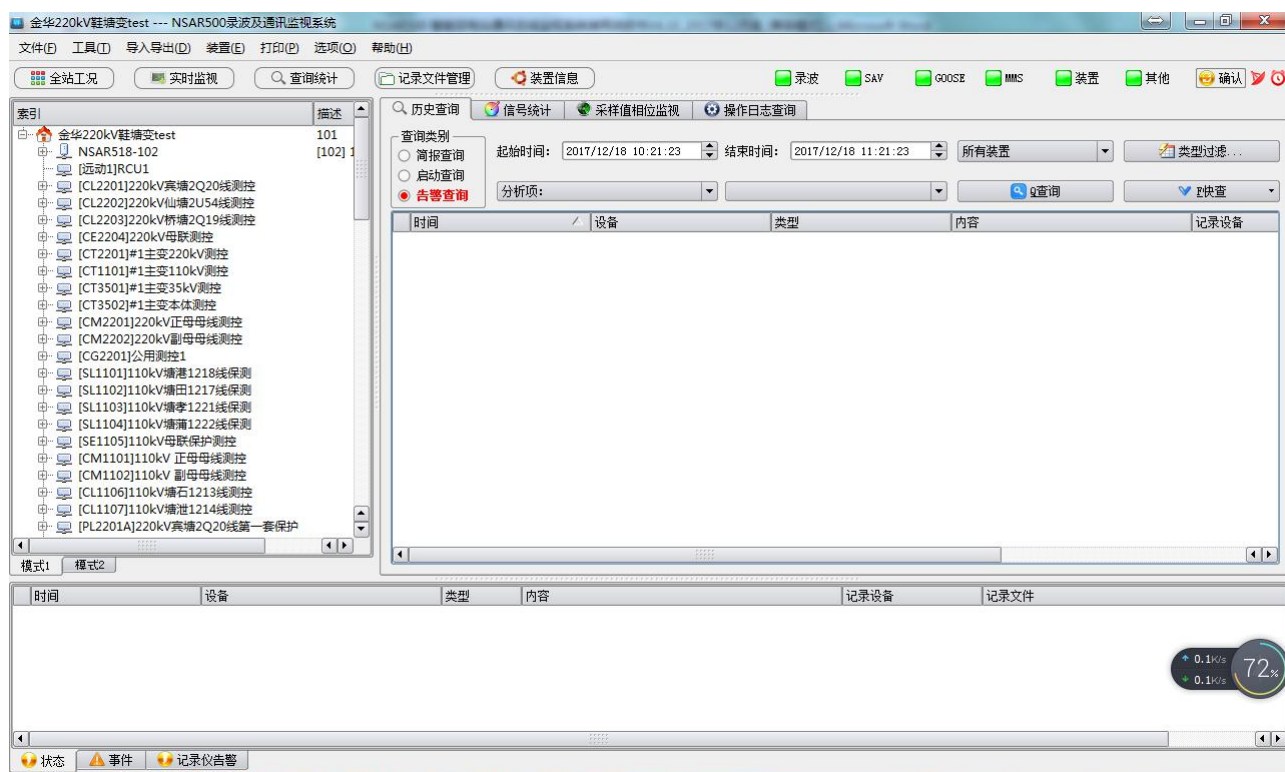 金华220kV鞋塘变test --- NSAR500录波及通讯监视系统
文件(F) 工具(T) 导入导出(D) 装置(E) 打印(P) 选项(O) 帮助(H)
全站工况 实时监视 查询统计 记录文件管理 装置信息 录波 SAV GOOSE MMS 装置 其他 确认
索引 描述
金华220kV鞋塘变test 101
NSAR518-102 [102] 1
[远动1]RCU1
[CL2201]220kV宾塘2Q20线测控
[CL2202]220kV仙塘2U54线测控
[CL2203]220kV桥塘2Q19线测控
[CE2204]220kV母联测控
[CT2201]#1主变220kV测控
[CT1101]#1主变110kV测控
[CT3501]#1主变35kV测控
[CT3502]#1主变本体测控
[CM2201]220kV正母母线测控
[CM2202]220kV副母母线测控
[CG2201]公用测控1
[SL1101]110kV塘港1218线保测
[SL1102]110kV塘田1217线保测
[SL1103]110kV塘孝1221线保测
[SL1104]110kV塘蒲1222线保测
[SE1105]110kV母联保护测控
[CM1101]110kV 正母母线测控
[CM1102]110kV 副母母线测控
[CL1106]110kV塘石1213线测控
[CL1107]110kV塘泄1214线测控
[PL2201A]220kV宾塘2Q20线第一套保护
模式1 模式2
历史查询 信号统计 采样值相位监视 操作日志查询
查询类别
简报查询
启动查询
告警查询
起始时间: 2017/12/18 10:21:23 结束时间: 2017/12/18 11:21:23 所有装置 类型过滤...
分析项: Q查询 P快查
时间 设备 类型 内容 记录设备
时间 设备 类型 内容 记录设备 记录文件
0.1K/s
0.1K/s
72%
状态 事件 记录仪告警